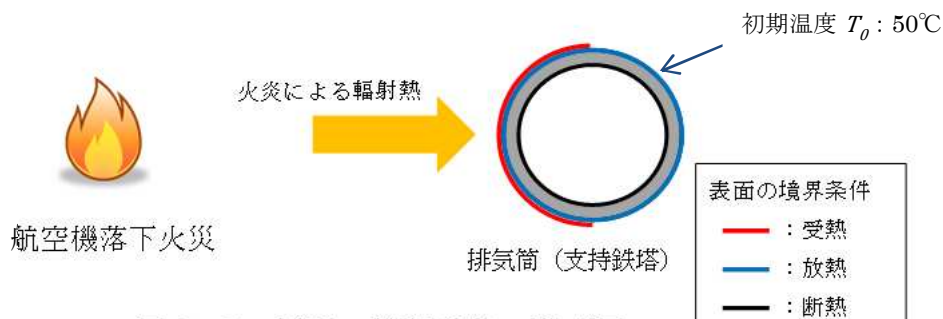 初期温度 T0：50℃
火炎による輻射熱
航空機落下火災
排気筒（支持鉄塔）
表面の境界条件
：受熱
：放熱
：断熱